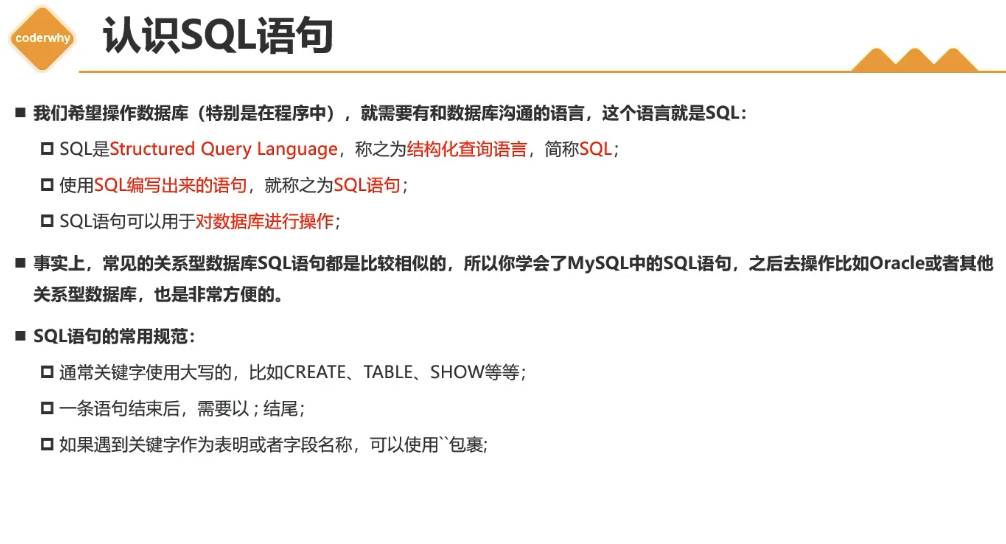 coderwhy
认识SQL语句
我们希望操作数据库（特别是在程序中），就需要有和数据库沟通的语言，这个语言就是SQL：
SQL是Structured Query Language，称之为结构化查询语言，简称SQL；
使用SQL编写出来的语句，就称之为SQL语句；
SQL语句可以用于对数据库进行操作；
事实上，常见的关系型数据库SQL语句都是比较相似的，所以你学会了MySQL中的SQL语句，之后去操作比如Oracle或者其他
关系型数据库，也是非常方便的。
SQL语句的常用规范：
通常关键字使用大写的，比如CREATE、TABLE、SHOW等等；
一条语句结束后，需要以 ; 结尾；
如果遇到关键字作为表明或者字段名称，可以使用``包裹;